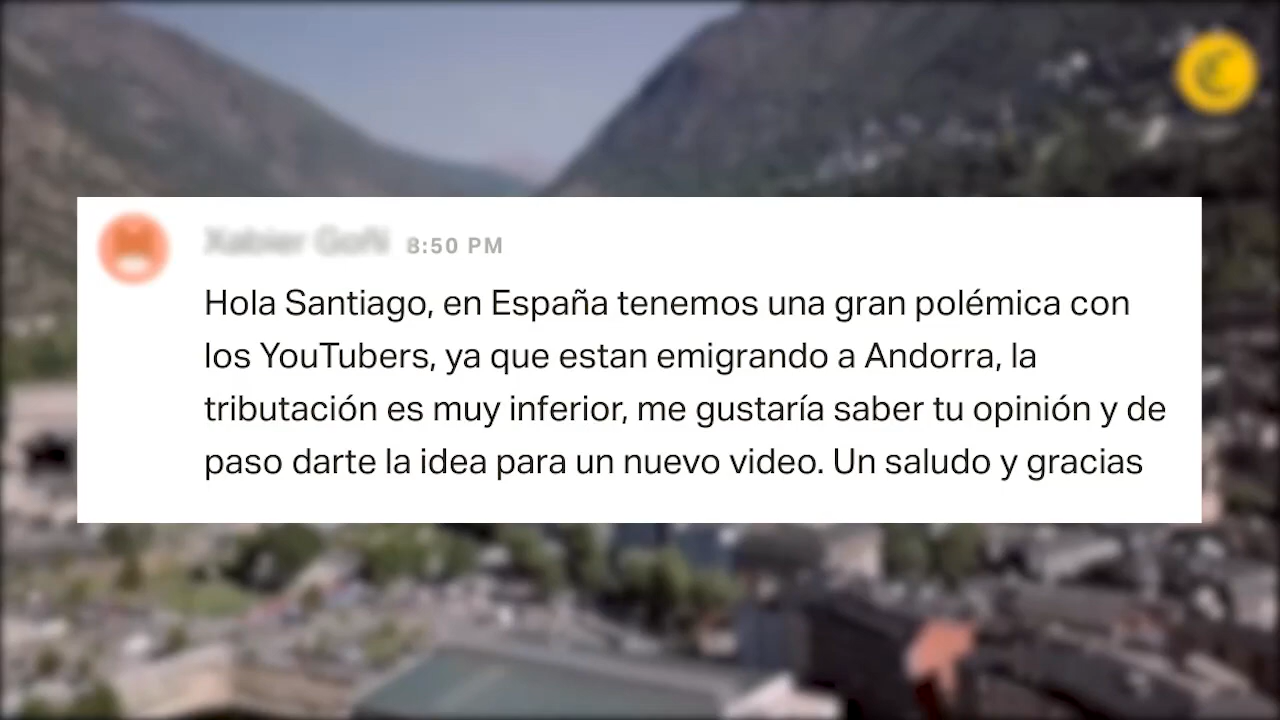 8:50 PM
Hola Santiago, en España tenemos una gran polémica con
los YouTubers, ya que estan emigrando a Andorra, la
tributación es muy inferior, me gustaría saber tu opinión y de
paso darte la idea para un nuevo video. Un saludo y gracias